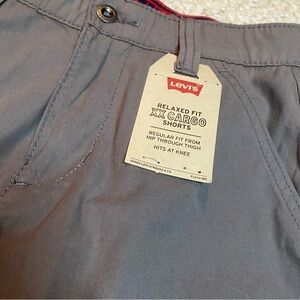 Levi's
RELAXED FIT
XX CARGO
SHORTS
REGULAR FIT FROM
HIP THROUGH THIGH
HITS AT KNEE